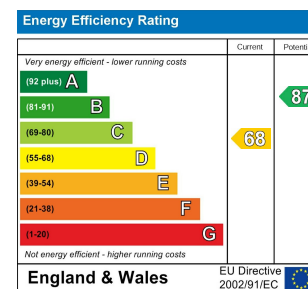 Energy Efficiency Rating
Current Potenti
Very energy efficient - lower running costs
(92 plus) A
(81-91) B
87
(69-80) C
68
(55-68) D
(39-54) E
(21-38) F
(1-20) G
Not energy efficient - higher running costs
England & Wales
EU Directive
2002/91/EC